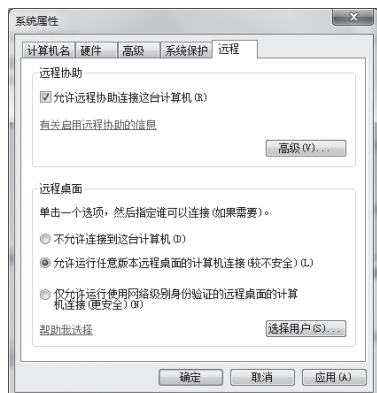 系统属性
计算机名 硬件 高级 系统保护 远程
远程协助
允许远程协助连接这台计算机(R)
有关启用远程协助的信息
高级(V)...
远程桌面
单击一个选项，然后指定谁可以连接(如果需要)。
不允许连接到这台计算机(D)
允许运行任意版本远程桌面的计算机连接(较不安全)(L)
仅允许运行使用网络级别身份验证的远程桌面的计算
机连接(更安全)(N)
帮助我选择 选择用户(S)...
确定 取消 应用(A)